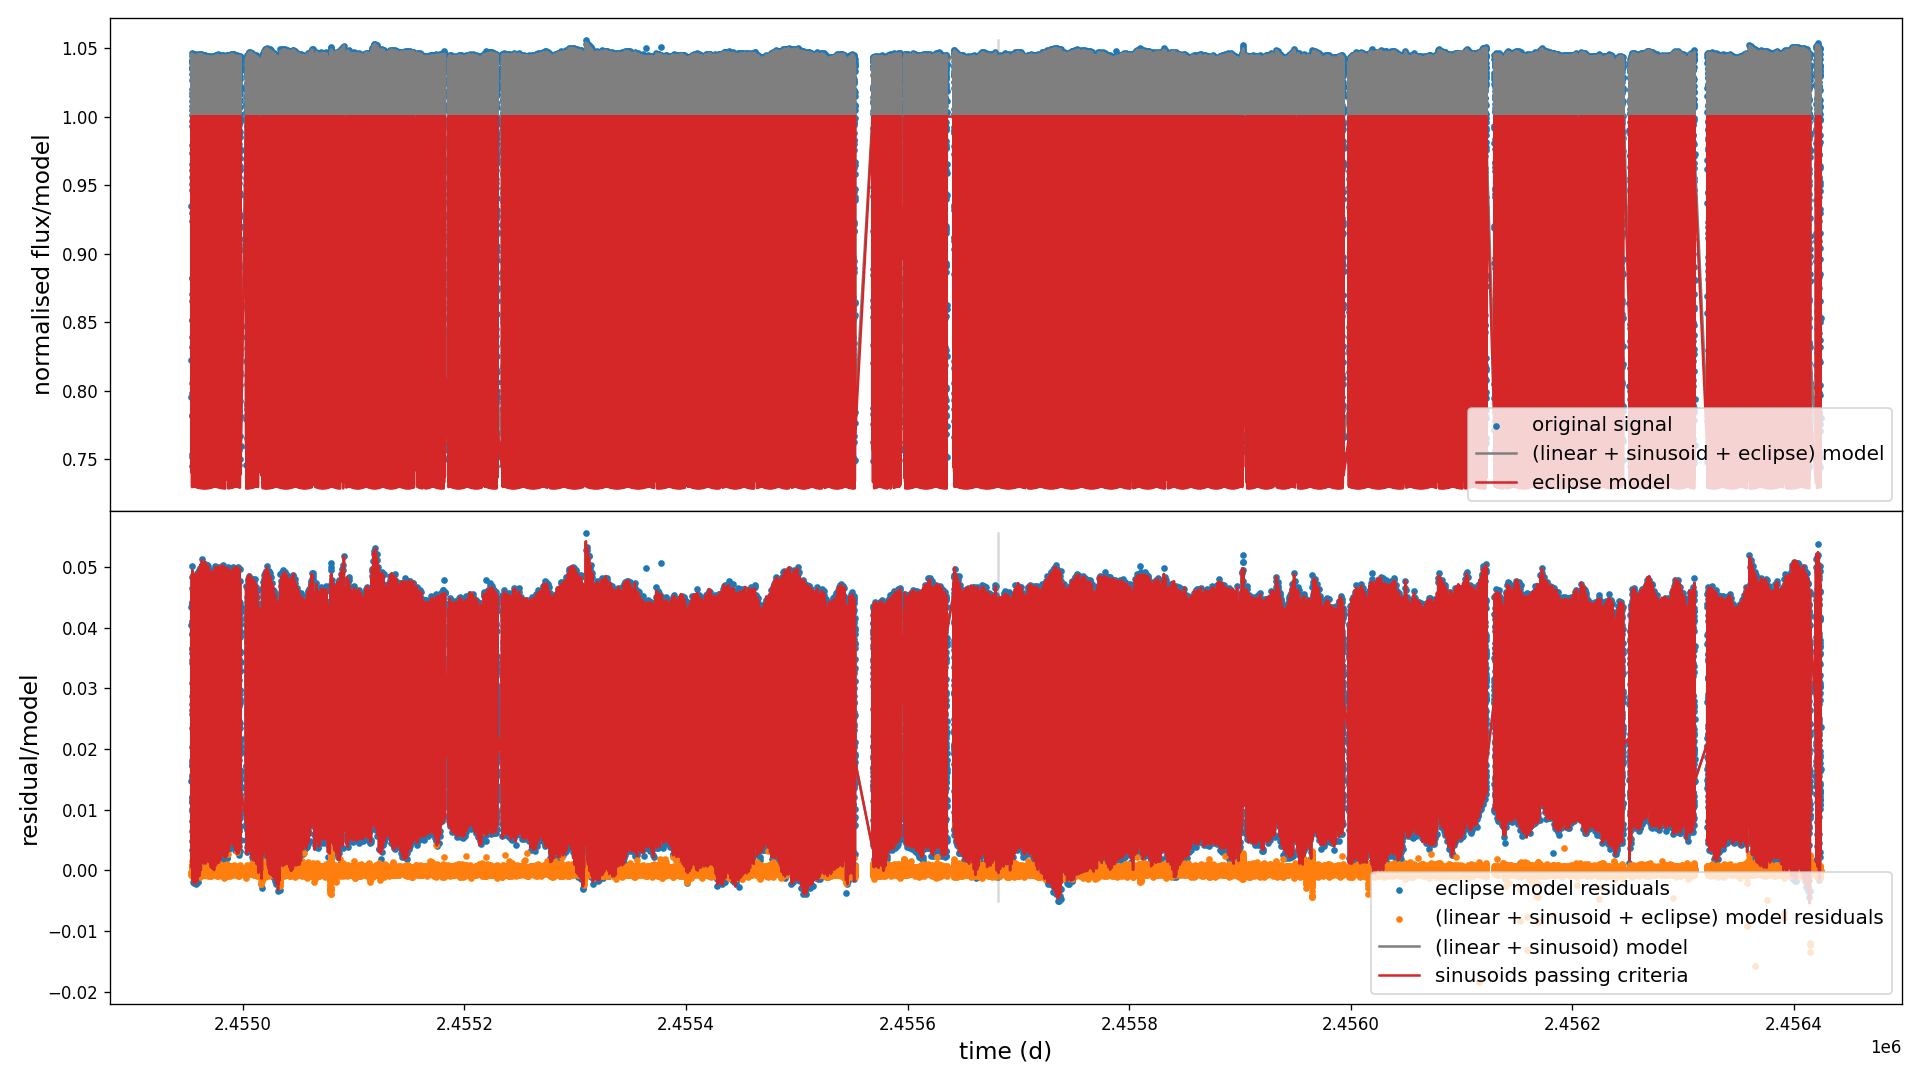 normalised flux/model
1.05
1.00
0.95
0.90
0.85
0.80
0.75
original signal
(linear + sinusoid + eclipse) model
eclipse model
residual/model
0.05
0.04
0.03
0.02
0.01
0.00
−0.01
−0.02
eclipse model residuals
(linear + sinusoid + eclipse) model residuals
(linear + sinusoid) model
sinusoids passing criteria
2.4550 2.4552 2.4554 2.4556 2.4558 2.4560 2.4562 2.4564
1e6
time (d)